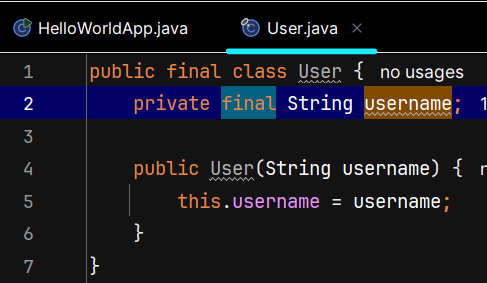 HelloWorldApp.java User.java
1 public final class User { no usages
2 private final String username; 1
3
4 public User(String username) {
5 this.username = username;
6 }
7 }